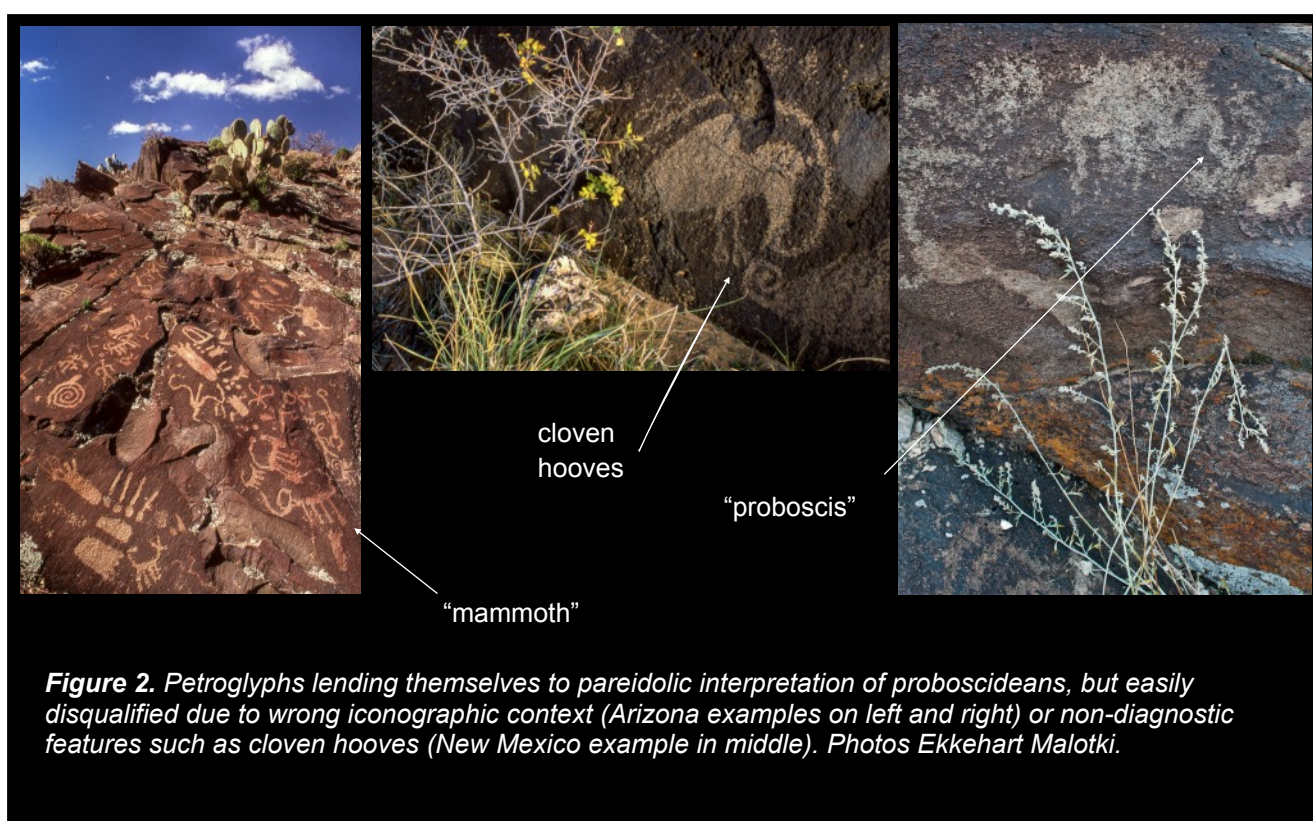 cloven
hooves
“proboscis”
“mammoth”
Figure 2. Petroglyphs lending themselves to pareidolic interpretation of proboscideans, but easily
disqualified due to wrong iconographic context (Arizona examples on left and right) or non-diagnostic
features such as cloven hooves (New Mexico example in middle). Photos Ekkehart Malotki.